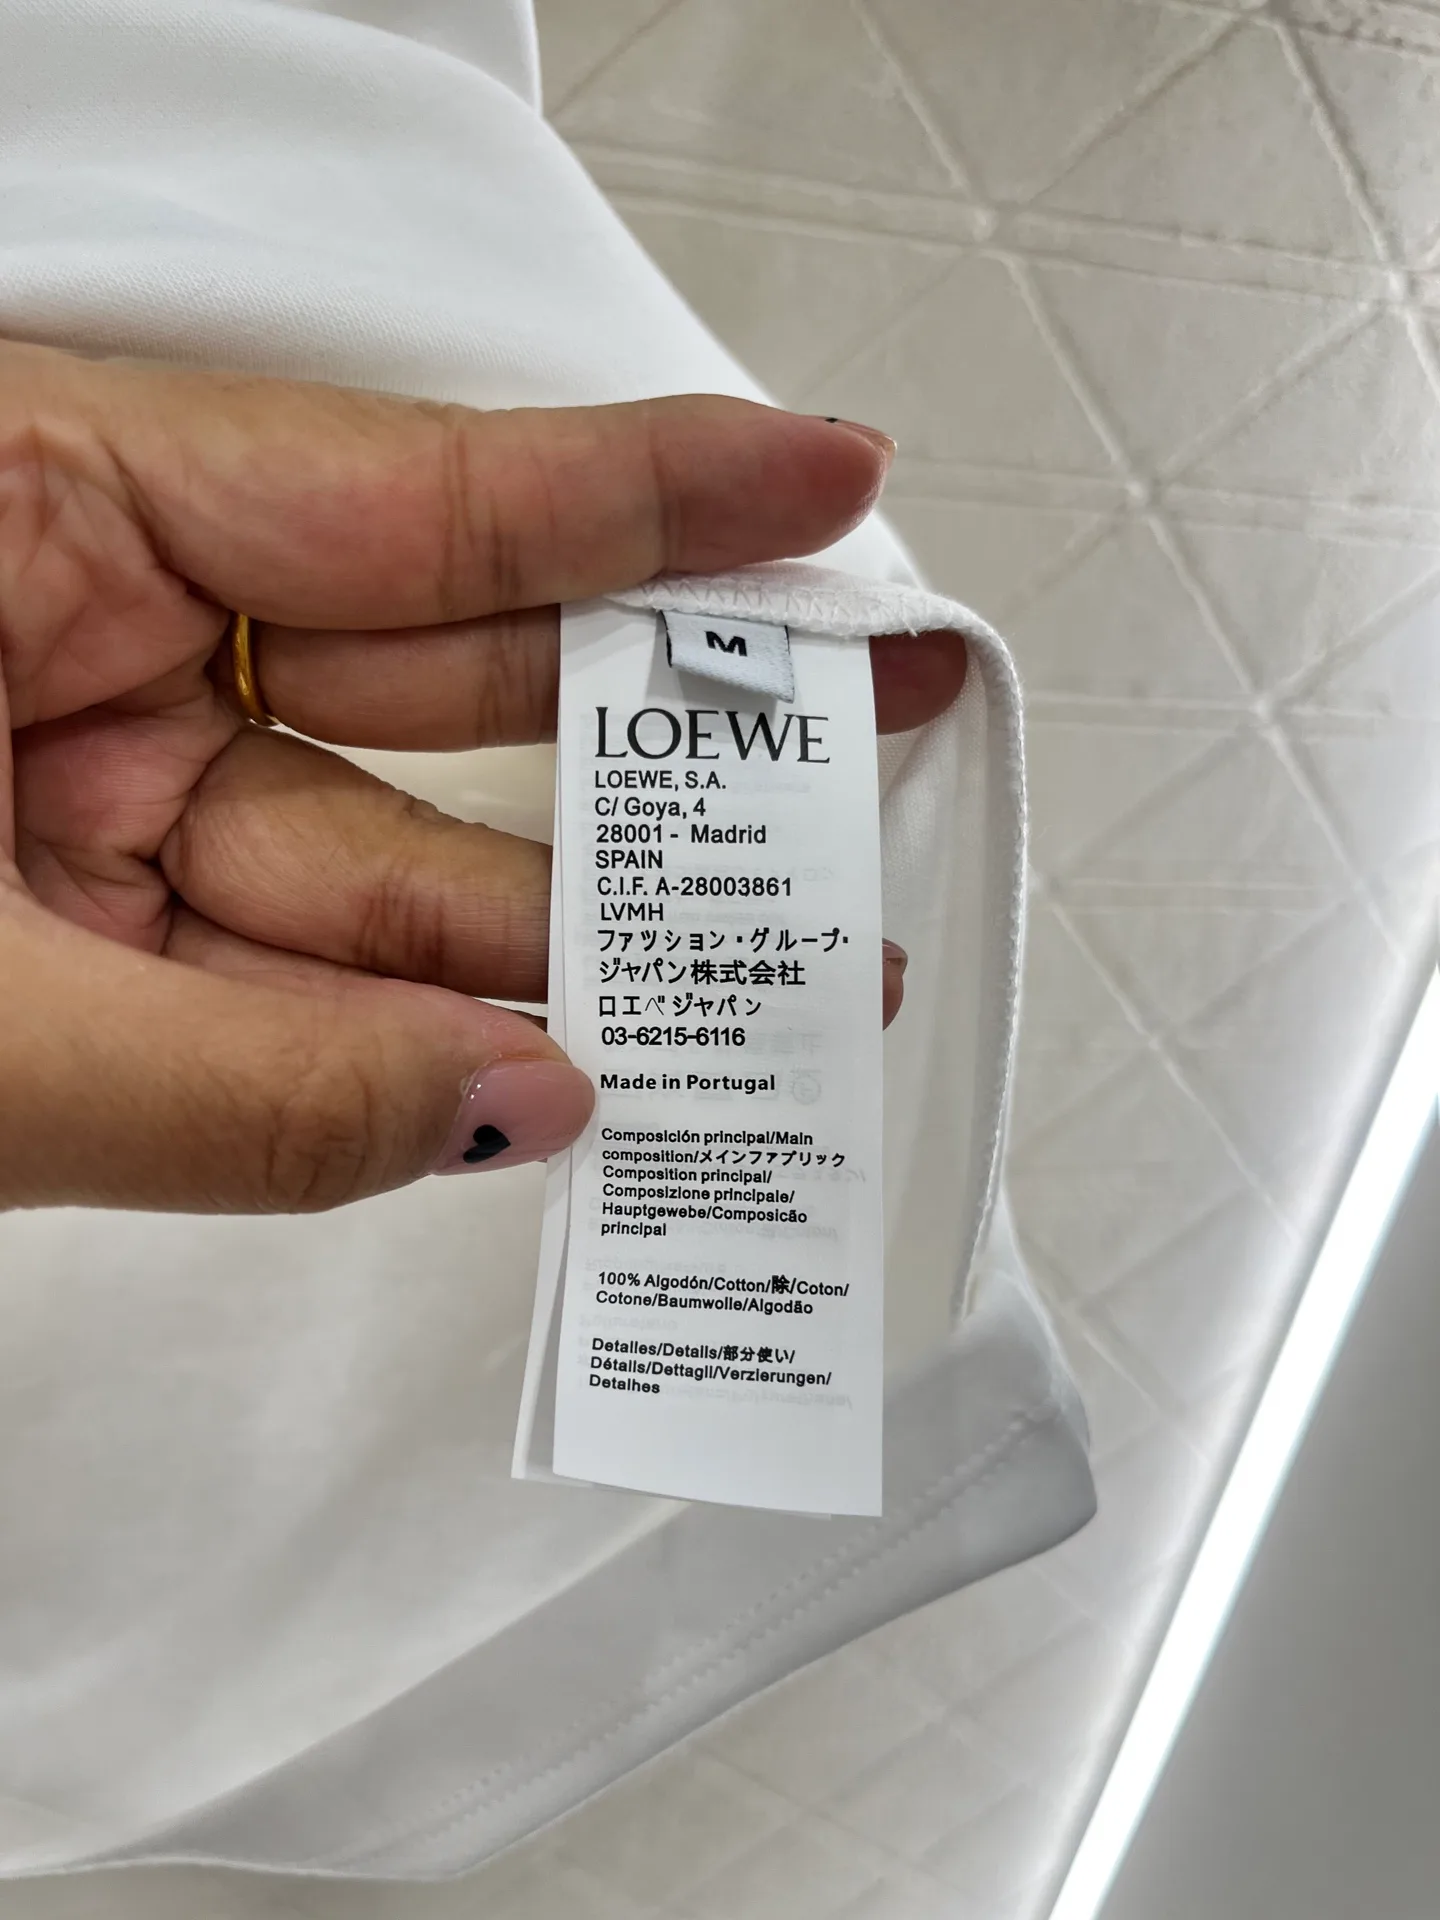 M
LOEWE
LOEWE, S.A.
C/ Goya, 4
28001 - Madrid
SPAIN
C.I.F. A-28003861
LVMH
ファツション・グループ・
ジャパン株式会社
ロエベジャパン
03-6215-6116
Made in Portugal
Composición principal/Main
composition/メインファブリック
Composition principal/
Composizione principale/
Hauptgewebe/Composicão
principal
100% Algodón/Cotton/除/Coton/
Cotone/Baumwolle/Algodão
Detalles/Details/部分使い/
Détails/Dettagli/Verzierungen/
Detalhes